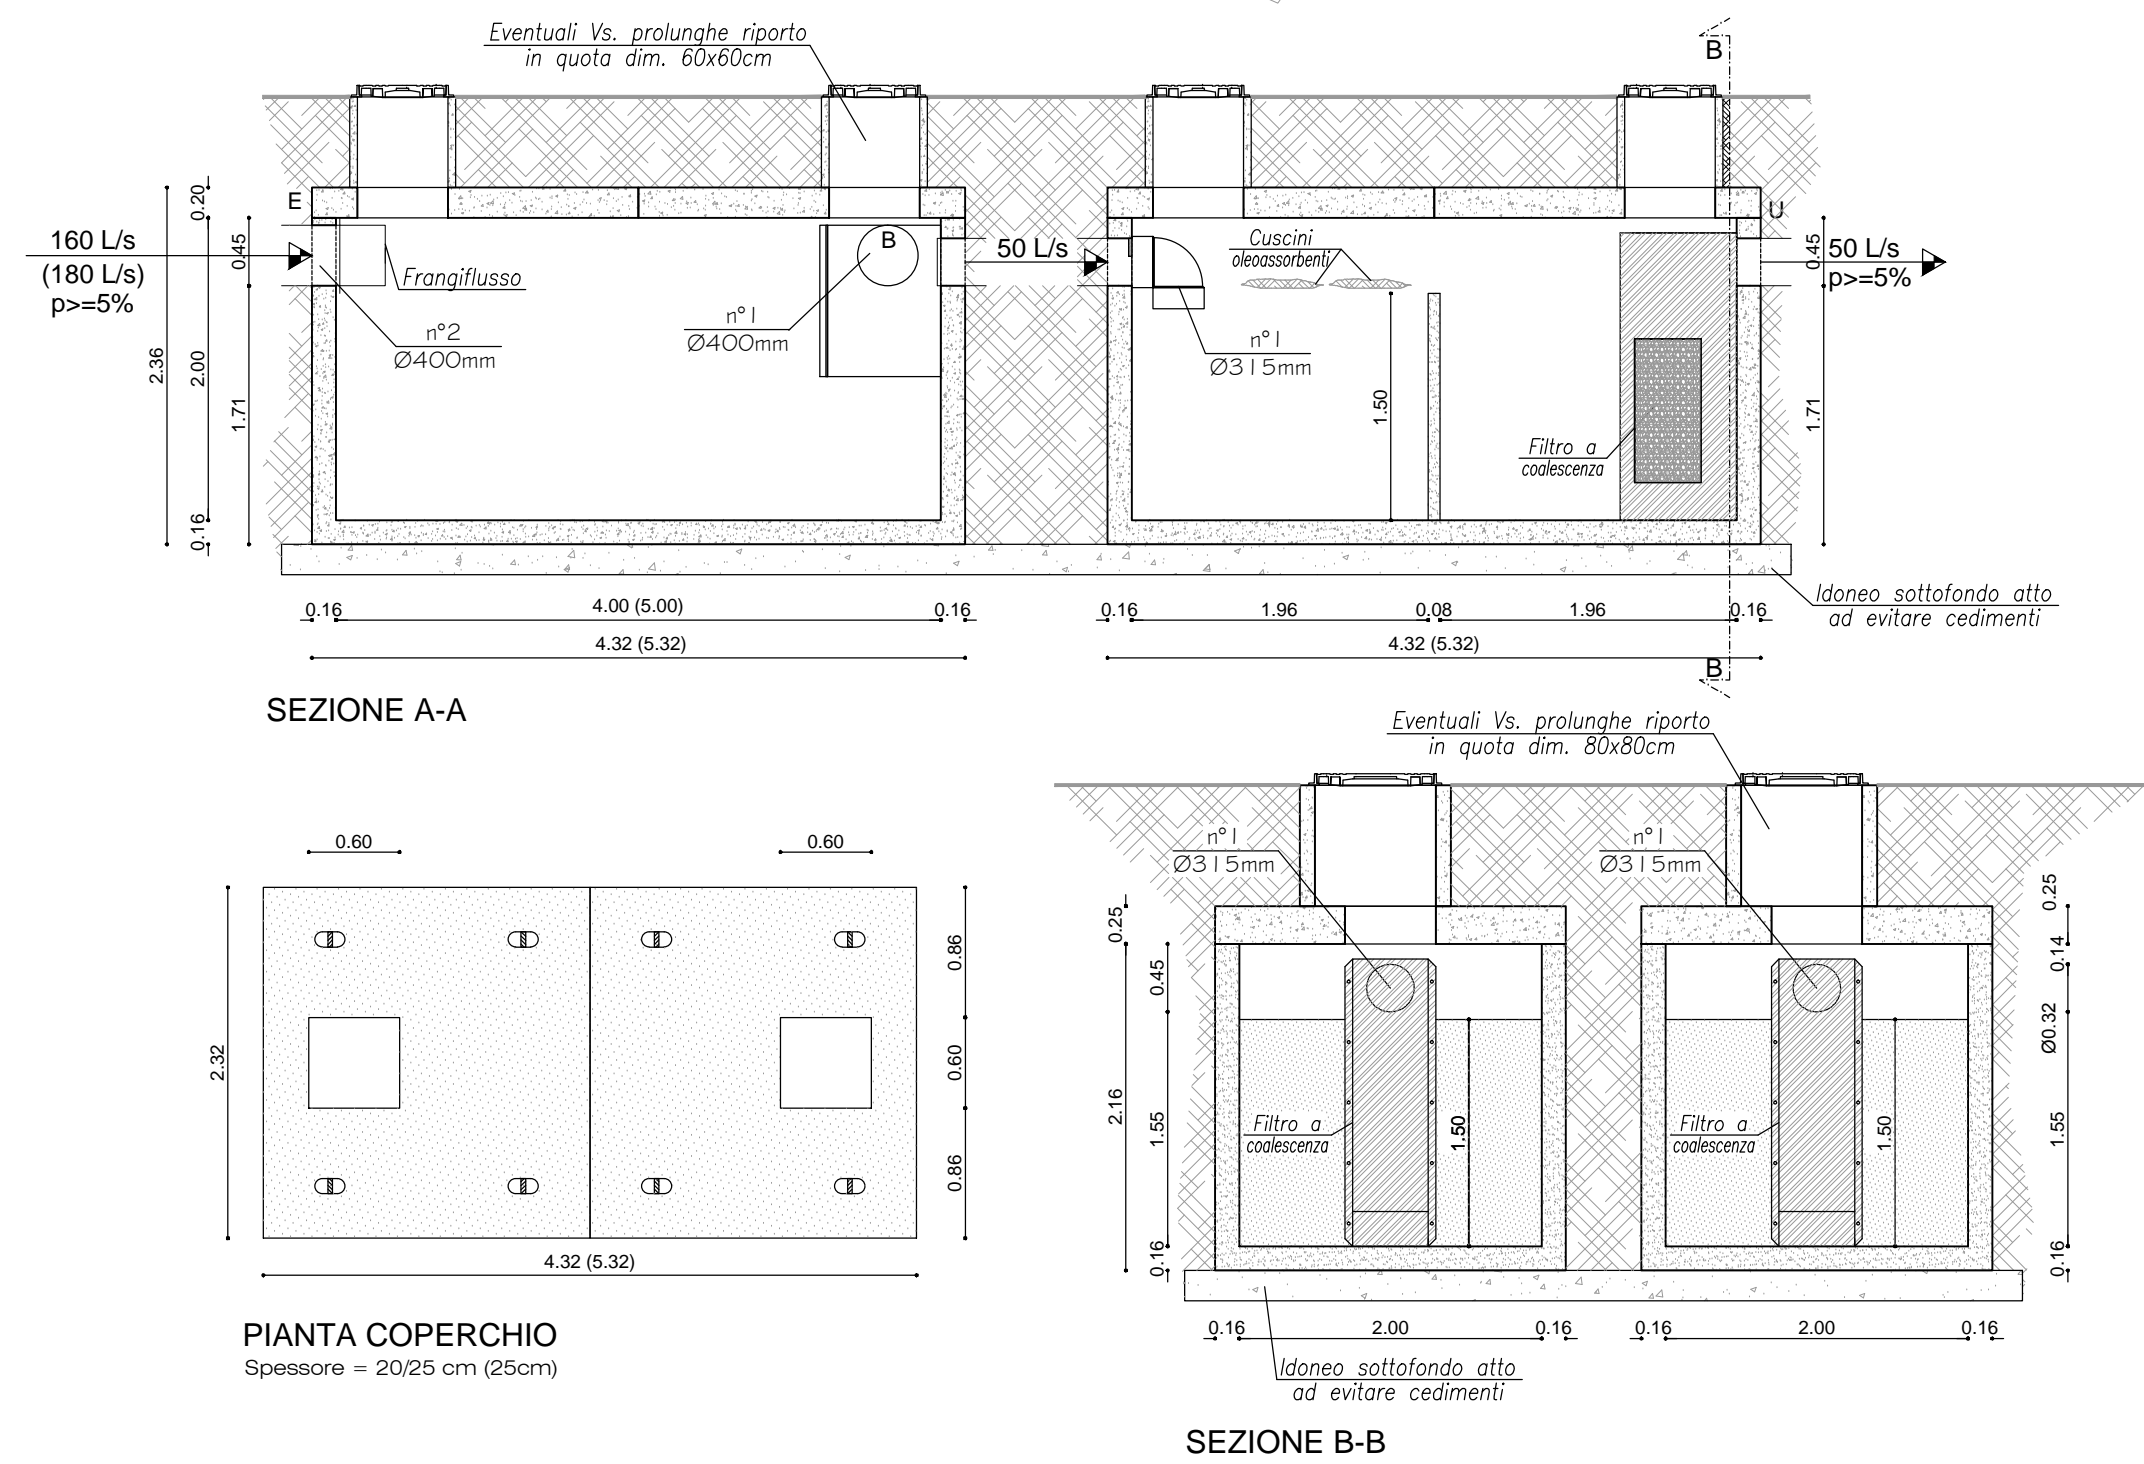 Eventuali Vs. prolunghe riporto
in quota dim. 60x60cm
B
E
U
160 L/s
(180 L/s)
p>=5%
0.20
2.36
2.00
0.16
0.45
1.71
Frangiflusso
n°2
Ø400mm
n°1
Ø400mm
B
50 L/s
n°1
Ø315mm
Cuscini
oleoassorbenti
1.50
Filtro a
coalescenza
0.45
1.71
50 L/s
p>=5%
Idoneo sottofondo atto
ad evitare cedimenti
0.16
4.00 (5.00)
0.16
4.32 (5.32)
0.16
1.96
0.08
1.96
0.16
4.32 (5.32)
B
SEZIONE A-A
0.60
0.60
2.32
0.86
0.60
0.86
4.32 (5.32)
PIANTA COPERCHIO
Spessore = 20/25 cm (25cm)
Eventuali Vs. prolunghe riporto
in quota dim. 80x80cm
n°1
Ø315mm
n°1
Ø315mm
0.25
2.16
0.45
1.55
0.16
Filtro a
coalescenza
1.50
Filtro a
coalescenza
1.50
0.25
0.14
Ø0.32
1.55
0.16
0.16
2.00
0.16
0.16
2.00
0.16
Idoneo sottofondo atto
ad evitare cedimenti
SEZIONE B-B